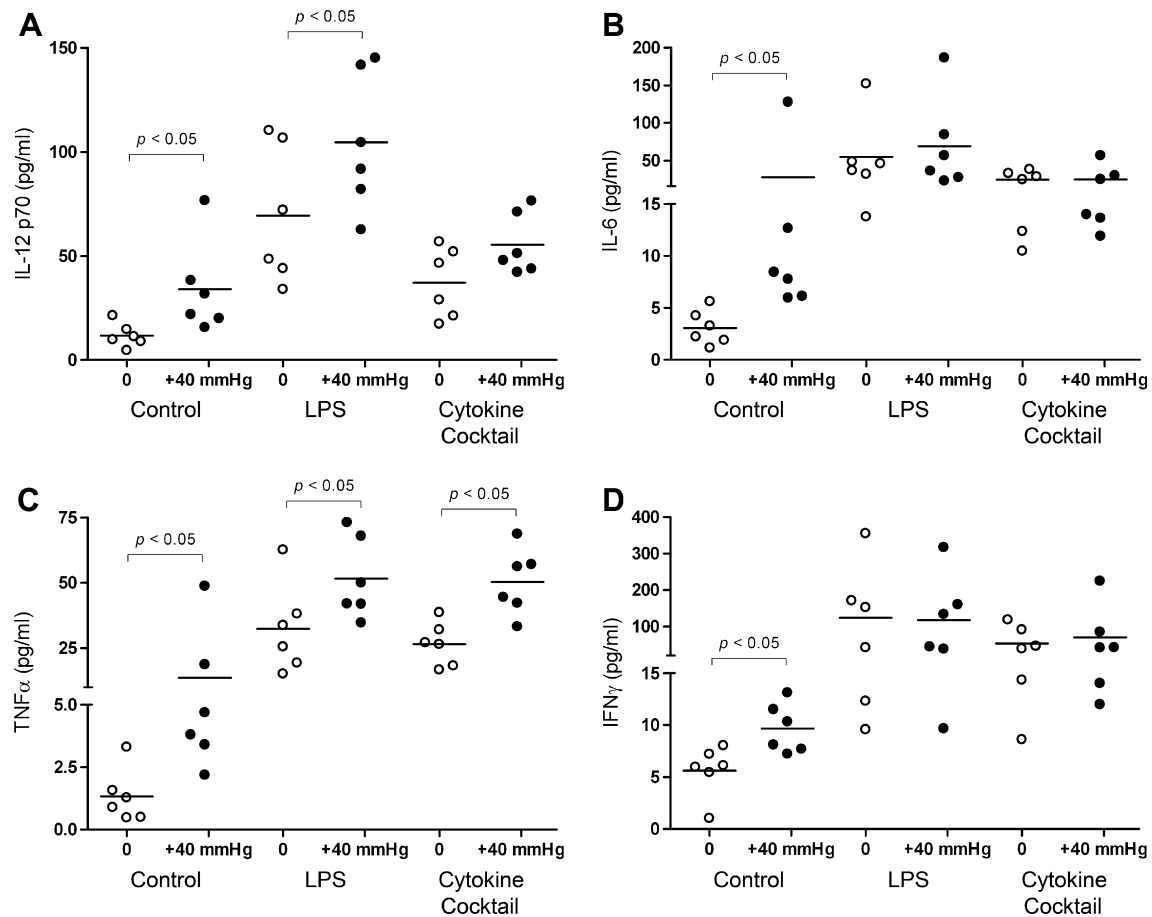 A
p < 0.05
p < 0.05
IL-12 p70 (pg/ml)
150
100
50
0
0
+40 mmHg
0
+40 mmHg
0
+40 mmHg
Control
LPS
Cytokine
Cocktail
B
p < 0.05
IL-6 (pg/ml)
200
150
100
50
15
10
5
0
0
+40 mmHg
0
+40 mmHg
0
+40 mmHg
Control
LPS
Cytokine
Cocktail
C
p < 0.05
p < 0.05
p < 0.05
TNFα (pg/ml)
75
50
25
5.0
2.5
0.0
0
+40 mmHg
0
+40 mmHg
0
+40 mmHg
Control
LPS
Cytokine
Cocktail
D
p < 0.05
IFNγ (pg/ml)
400
300
200
100
15
10
5
0
0
+40 mmHg
0
+40 mmHg
0
+40 mmHg
Control
LPS
Cytokine
Cocktail